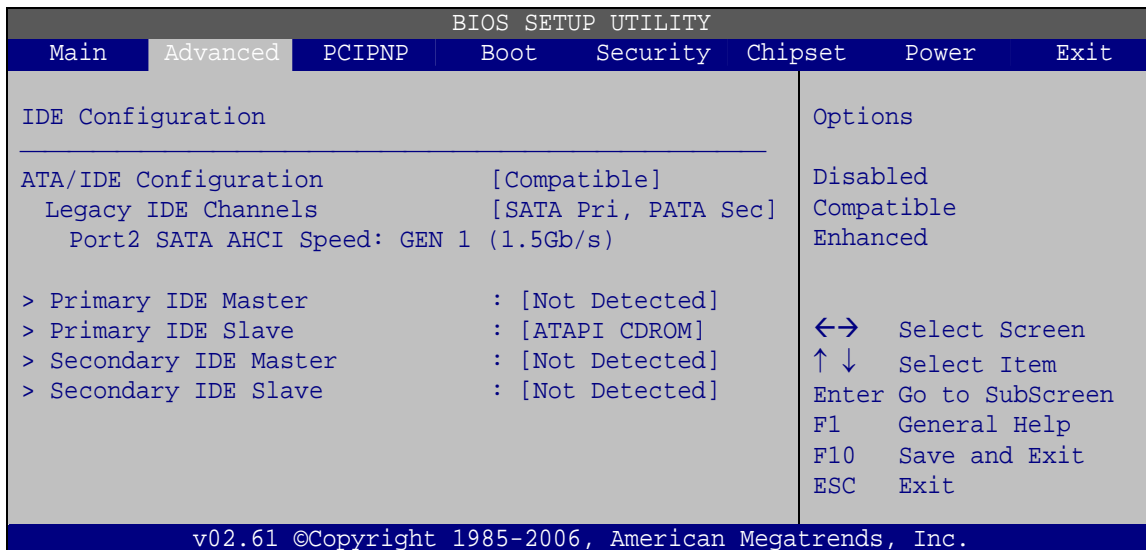 BIOS SETUP UTILITY
Main Advanced PCIPNP Boot Security Chipset Power Exit
IDE Configuration
ATA/IDE Configuration [Compatible]
Legacy IDE Channels [SATA Pri, PATA Sec]
Port2 SATA AHCI Speed: GEN 1 (1.5Gb/s)
> Primary IDE Master : [Not Detected]
> Primary IDE Slave : [ATAPI CDROM]
> Secondary IDE Master : [Not Detected]
> Secondary IDE Slave : [Not Detected]
Options
Disabled
Compatible
Enhanced
←→ Select Screen
↑ ↓ Select Item
Enter Go to SubScreen
F1 General Help
F10 Save and Exit
ESC Exit
v02.61 ©Copyright 1985-2006, American Megatrends, Inc.